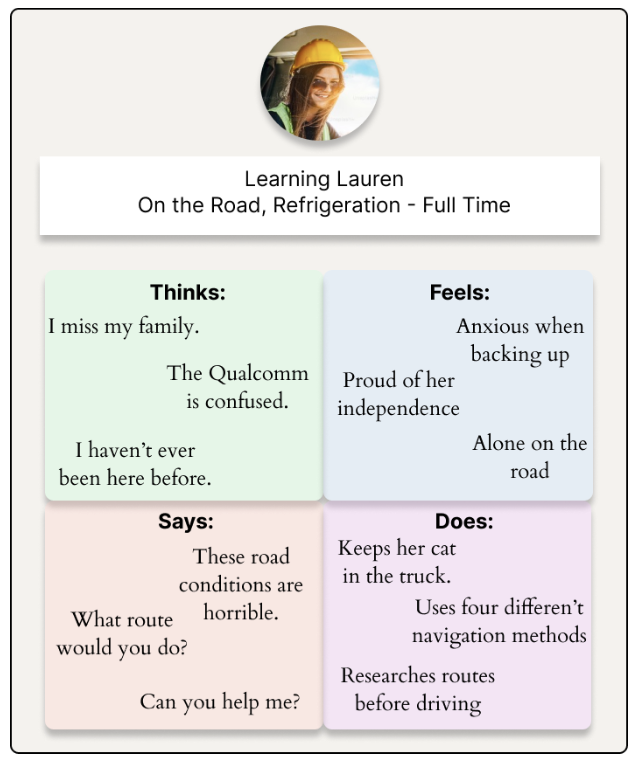 Learning Lauren
On the Road, Refrigeration - Full Time
Thinks:
I miss my family.
The Qualcomm
is confused.
I haven’t ever
been here before.
Feels:
Anxious when
backing up
Proud of her
independence
Alone on the
road
Says:
These road
conditions are
horrible.
What route
would you do?
Can you help me?
Does:
Keeps her cat
in the truck.
Uses four differen’t
navigation methods
Researches routes
before driving